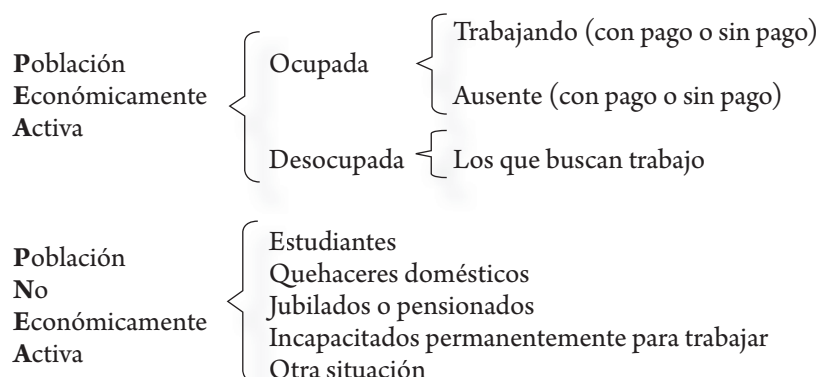 Población
Económicamente
Activa
Ocupada
Trabajando (con pago o sin pago)
Ausente (con pago o sin pago)
Desocupada
Los que buscan trabajo
Población
No
Económicamente
Activa
Estudiantes
Quehaceres domésticos
Jubilados o pensionados
Incapacitados permanentemente para trabajar
Otra situación